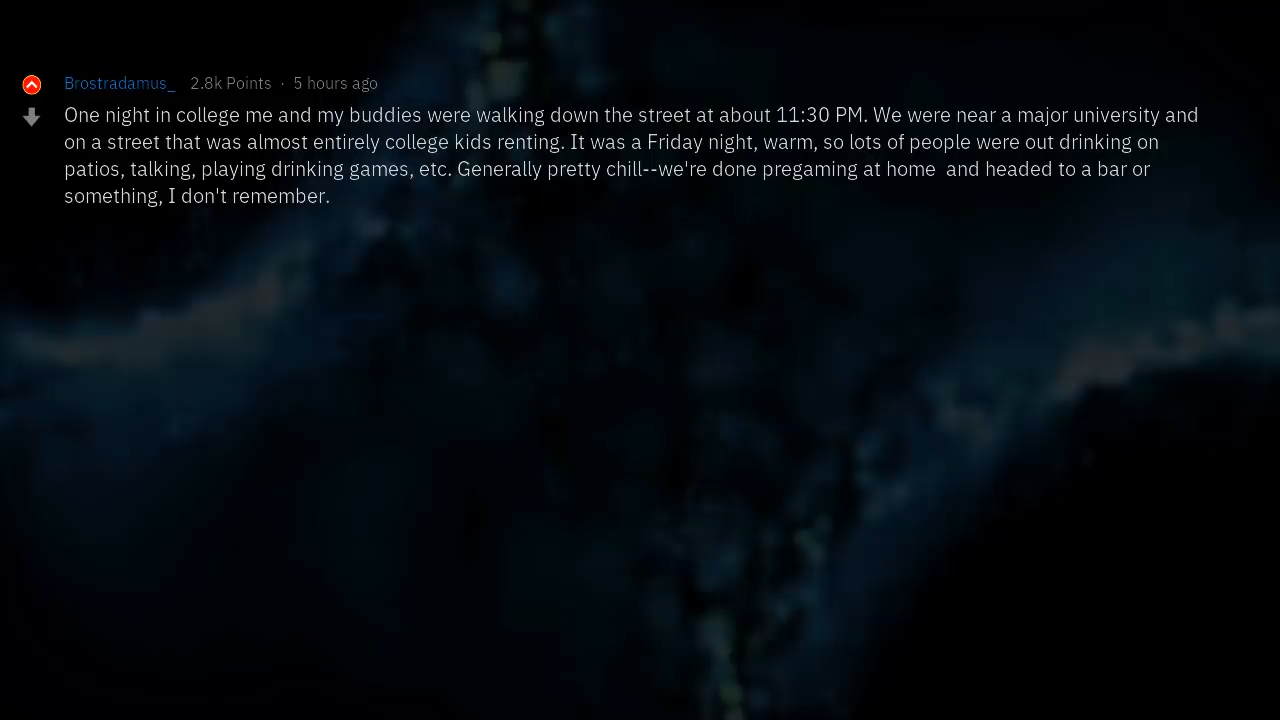 Brostradamus_ 2.8k Points · 5 hours ago
One night in college me and my buddies were walking down the street at about 11:30 PM. We were near a major university and
on a street that was almost entirely college kids renting. It was a Friday night, warm, so lots of people were out drinking on
patios, talking, playing drinking games, etc. Generally pretty chill--we're done pregaming at home  and headed to a bar or
something, I don't remember.